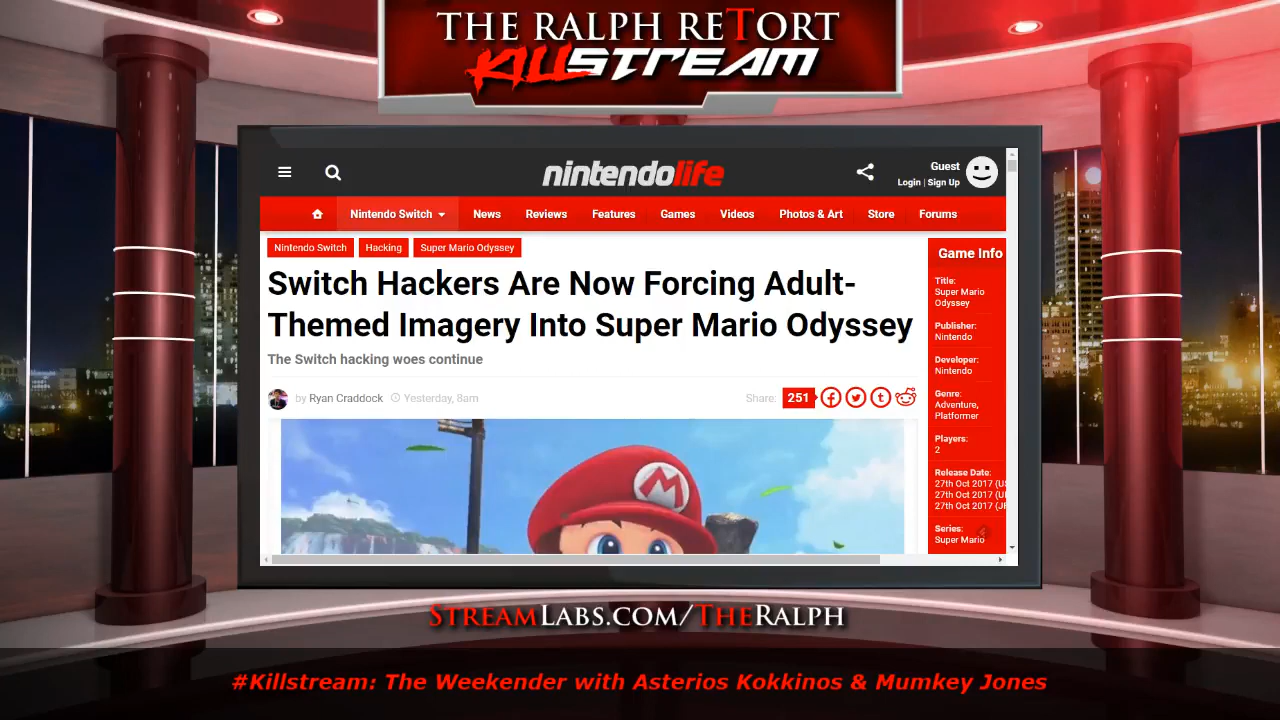 THE RALPH RETORT
KILLSTREAM
nintendolife
Guest
Login | Sign Up
Nintendo Switch
News
Reviews
Features
Games
Videos
Photos & Art
Store
Forums
Nintendo Switch
Hacking
Super Mario Odyssey
Switch Hackers Are Now Forcing Adult-
Themed Imagery Into Super Mario Odyssey
The Switch hacking woes continue
by Ryan Craddock
Yesterday, 8am
Share:
251
M
Game Info
Title:
Super Mario
Odyssey
Publisher:
Nintendo
Developer:
Nintendo
Genre:
Adventure,
Platformer
Players:
2
Release Date:
27th Oct 2017 (U
27th Oct 2017 (U
27th Oct 2017 (J
Series:
Super Mario
STREAMLABS.COM/THERALPH
#Killstream: The Weekender with Asterios Kokkinos & Mumkey Jones